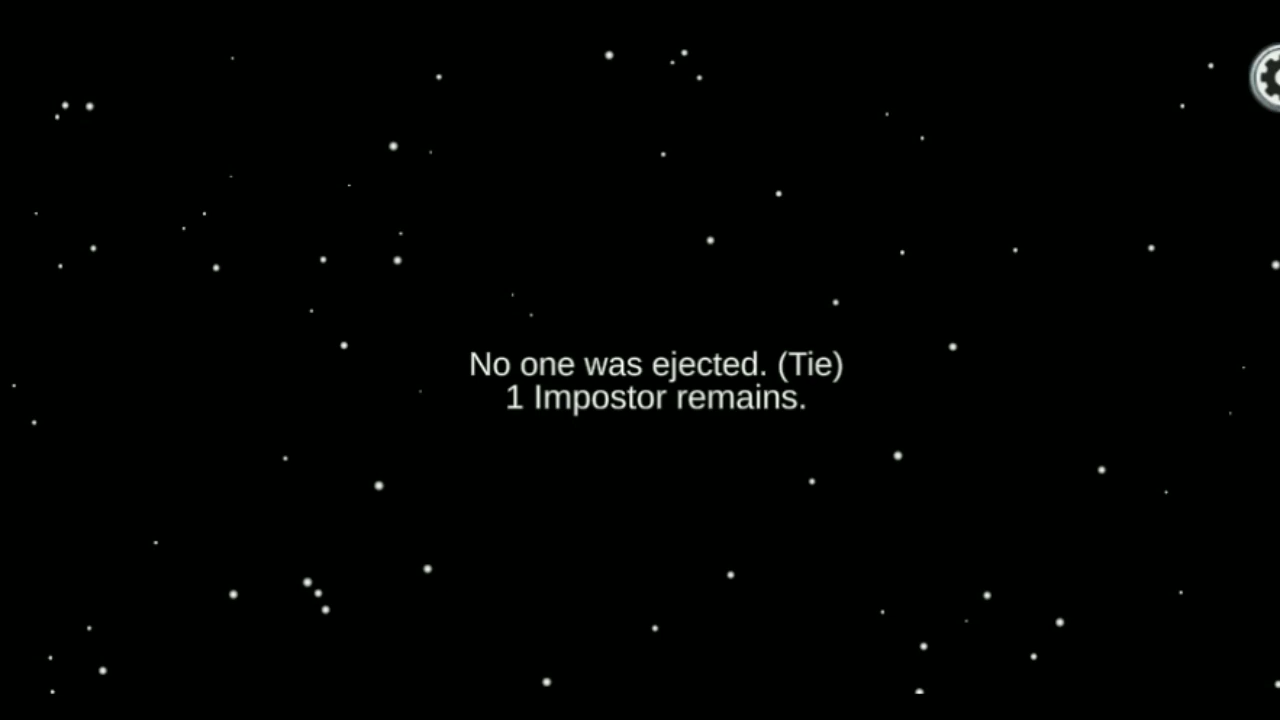 No one was ejected. (Tie)
1 Impostor remains.